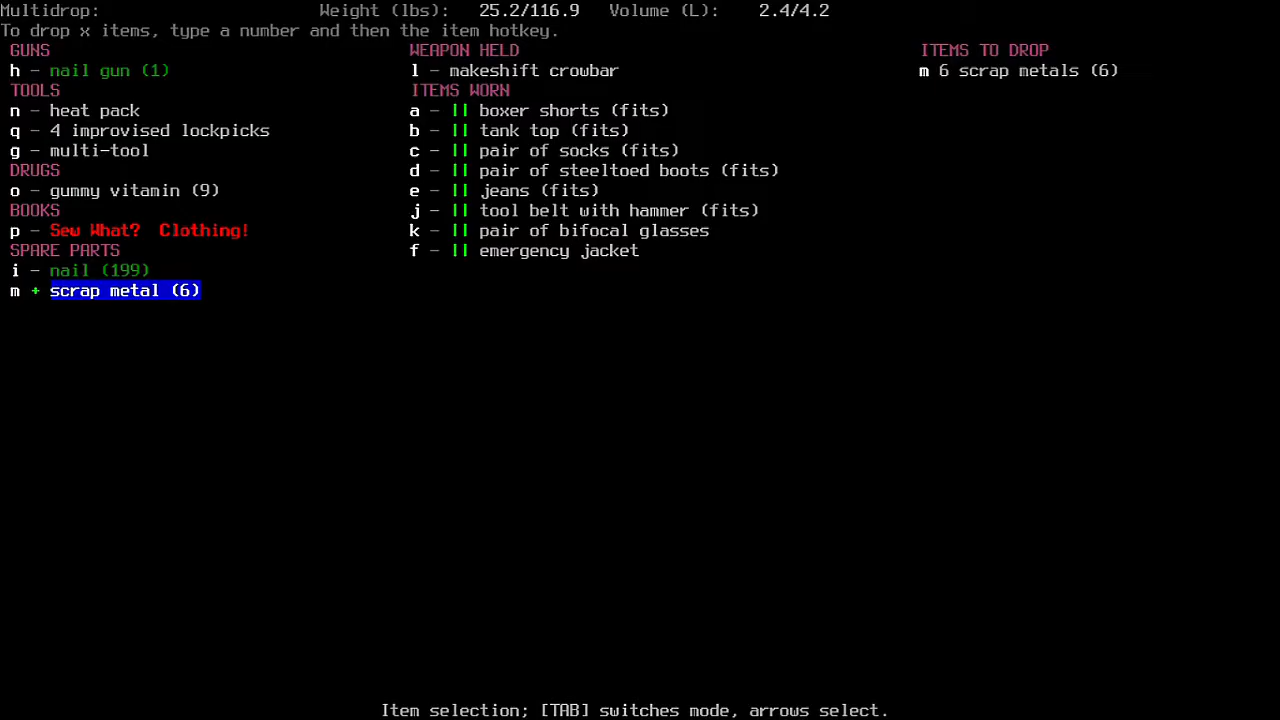 Multidrop: Weight (lbs): 25.2/116.9 Volume (L): 2.4/4.2
To drop x items, type a number and then the item hotkey.
GUNS WEAPON HELD ITEMS TO DROP
h - nail gun (1) l - makeshift crowbar m 6 scrap metals (6)
TOOLS ITEMS WORN
n - heat pack a - || boxer shorts (fits)
q - 4 improvised lockpicks b - || tank top (fits)
g - multi-tool c - || pair of socks (fits)
DRUGS d - || pair of steeltoed boots (fits)
o - gummy vitamin (9) e - || jeans (fits)
BOOKS j - || tool belt with hammer (fits)
p - Sew What?  Clothing! k - || pair of bifocal glasses
SPARE PARTS f - || emergency jacket
i - nail (199)
m + scrap metal (6)
Item selection; [TAB] switches mode, arrows select.